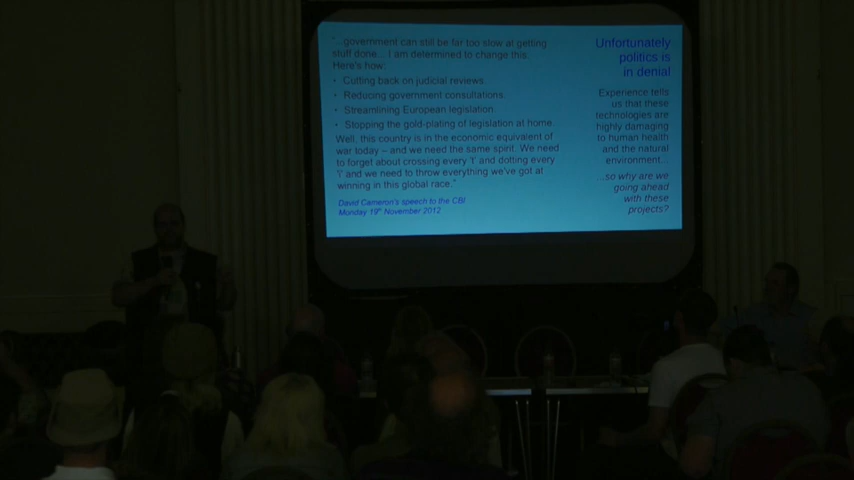 "...government can still be far too slow at getting
stuff done... I am determined to change this.
Here's how:
• Cutting back on judicial reviews.
• Reducing government consultations.
• Streamlining European legislation.
• Stopping the gold-plating of legislation at home.
Well, this country is in the economic equivalent of
war today – and we need the same spirit. We need
to forget about crossing every 't' and dotting every
'i' and we need to throw everything we've got at
winning in this global race."
David Cameron's speech to the CBI
Monday 19th November 2012
Unfortunately
politics is
in denial
Experience tells
us that these
technologies are
highly damaging
to human health
and the natural
environment...
...so why are we
going ahead
with these
projects?